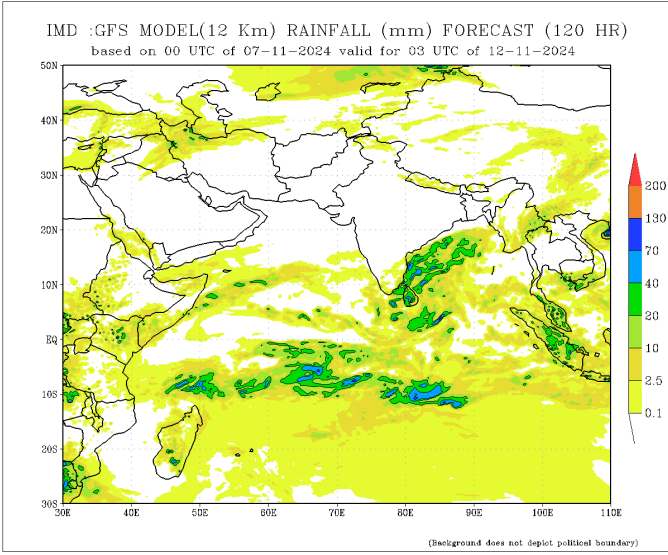 IMD :GFS MODEL(12 Km) RAINFALL (mm) FORECAST (120 HR)
based on 00 UTC of 07-11-2024 valid for 03 UTC of 12-11-2024
50N
40N
30N
20N
10N
EQ
10S
20S
30S
30E 40E 50E 60E 70E 80E 90E 100E 110E
200
130
70
40
20
10
2.5
0.1
(Background does not depict political boundary)